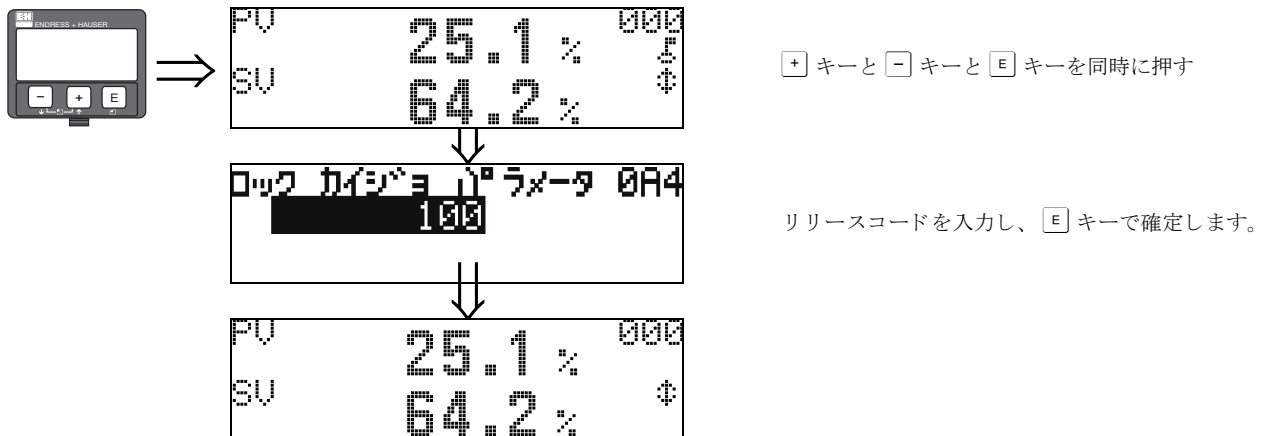 E+H
ENDRESS + HAUSER
- + E
PV 25.1 % 000
SV 64.2 %
+ キーと - キーと E キーを同時に押す
ロック カイジョ パラメータ 0A4
100
リリースコードを入力し、 E キーで確定します。
PV 25.1 % 000
SV 64.2 %